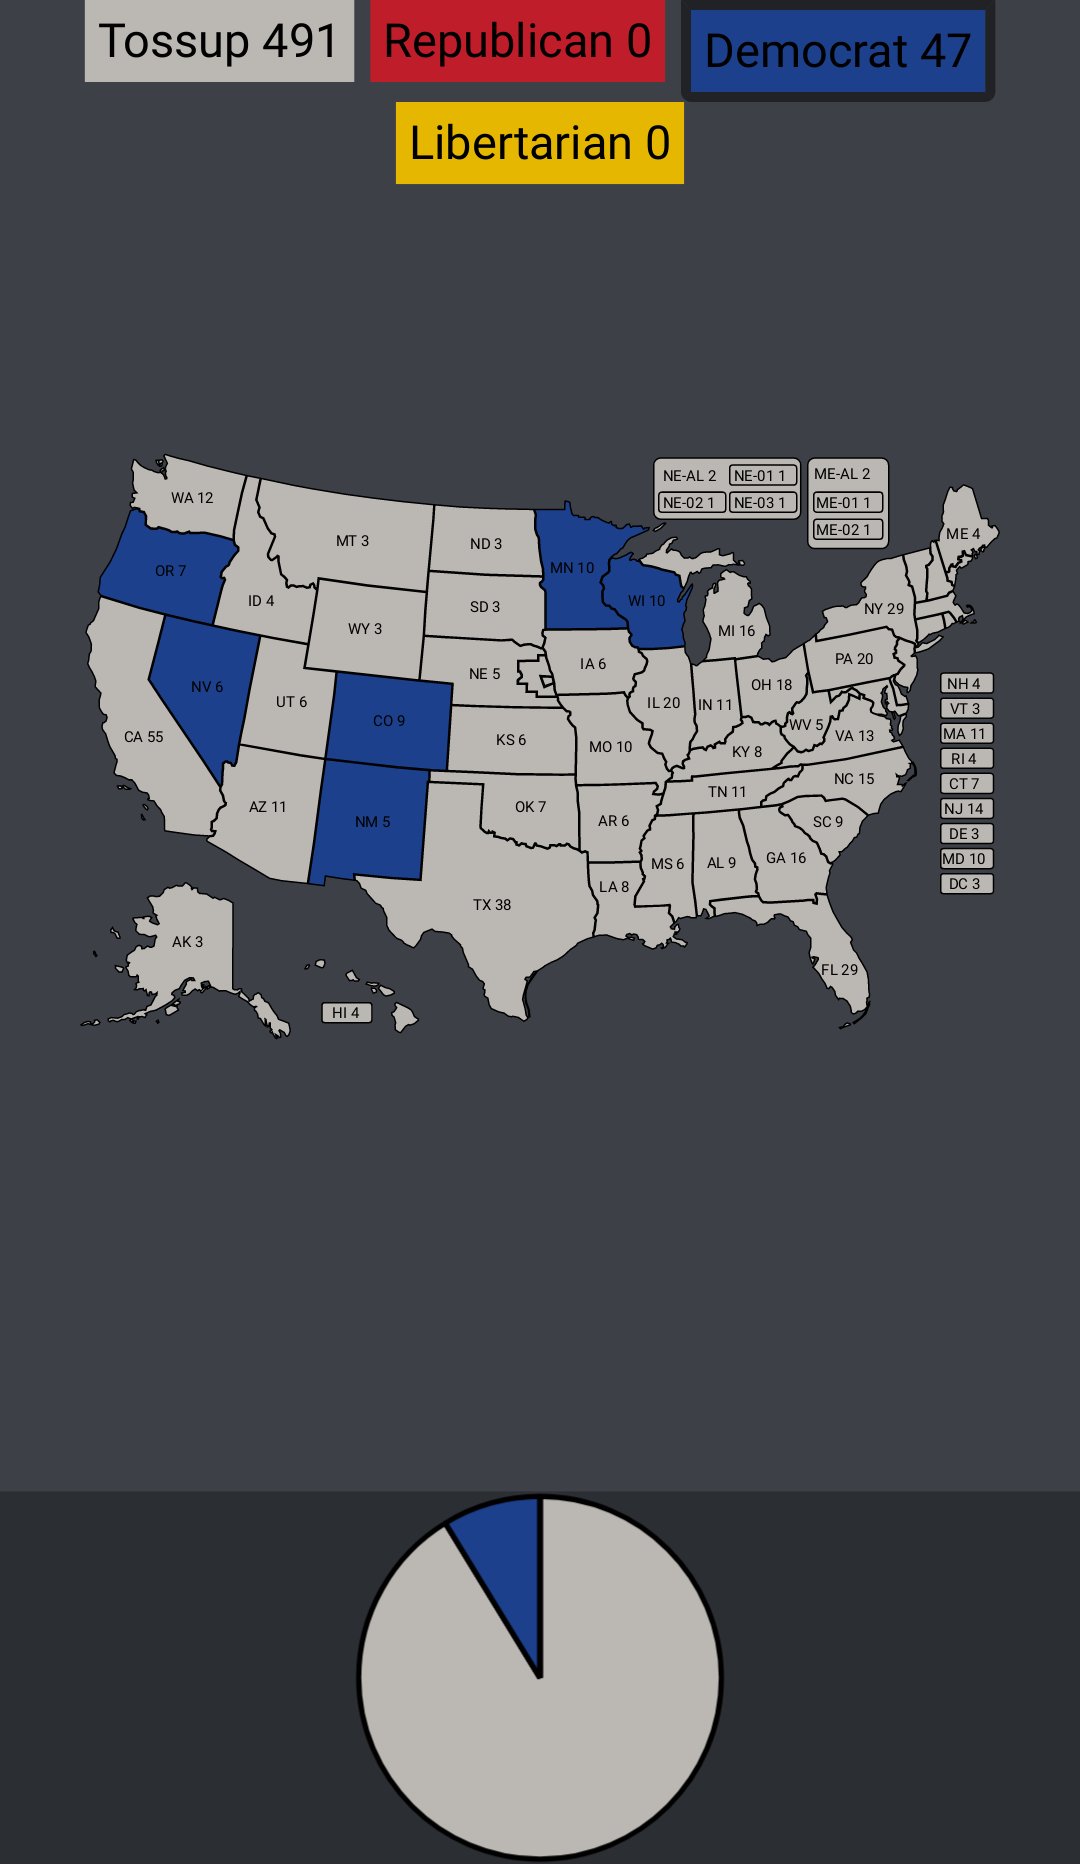 Tossup 491
Republican 0
Democrat 47
Libertarian 0
WA 12
OR 7
CA 55
NV 6
ID 4
MT 3
WY 3
UT 6
CO 9
AZ 11
NM 5
ND 3
SD 3
NE 5
KS 6
OK 7
TX 38
MN 10
IA 6
MO 10
AR 6
LA 8
WI 10
IL 20
MI 16
IN 11
OH 18
KY 8
TN 11
MS 6
AL 9
GA 16
FL 29
SC 9
NC 15
VA 13
WV 5
PA 20
NY 29
ME 4
NE-AL 2
NE-01 1
NE-02 1
NE-03 1
ME-AL 2
ME-01 1
ME-02 1
NH 4
VT 3
MA 11
RI 4
CT 7
NJ 14
DE 3
MD 10
DC 3
AK 3
HI 4